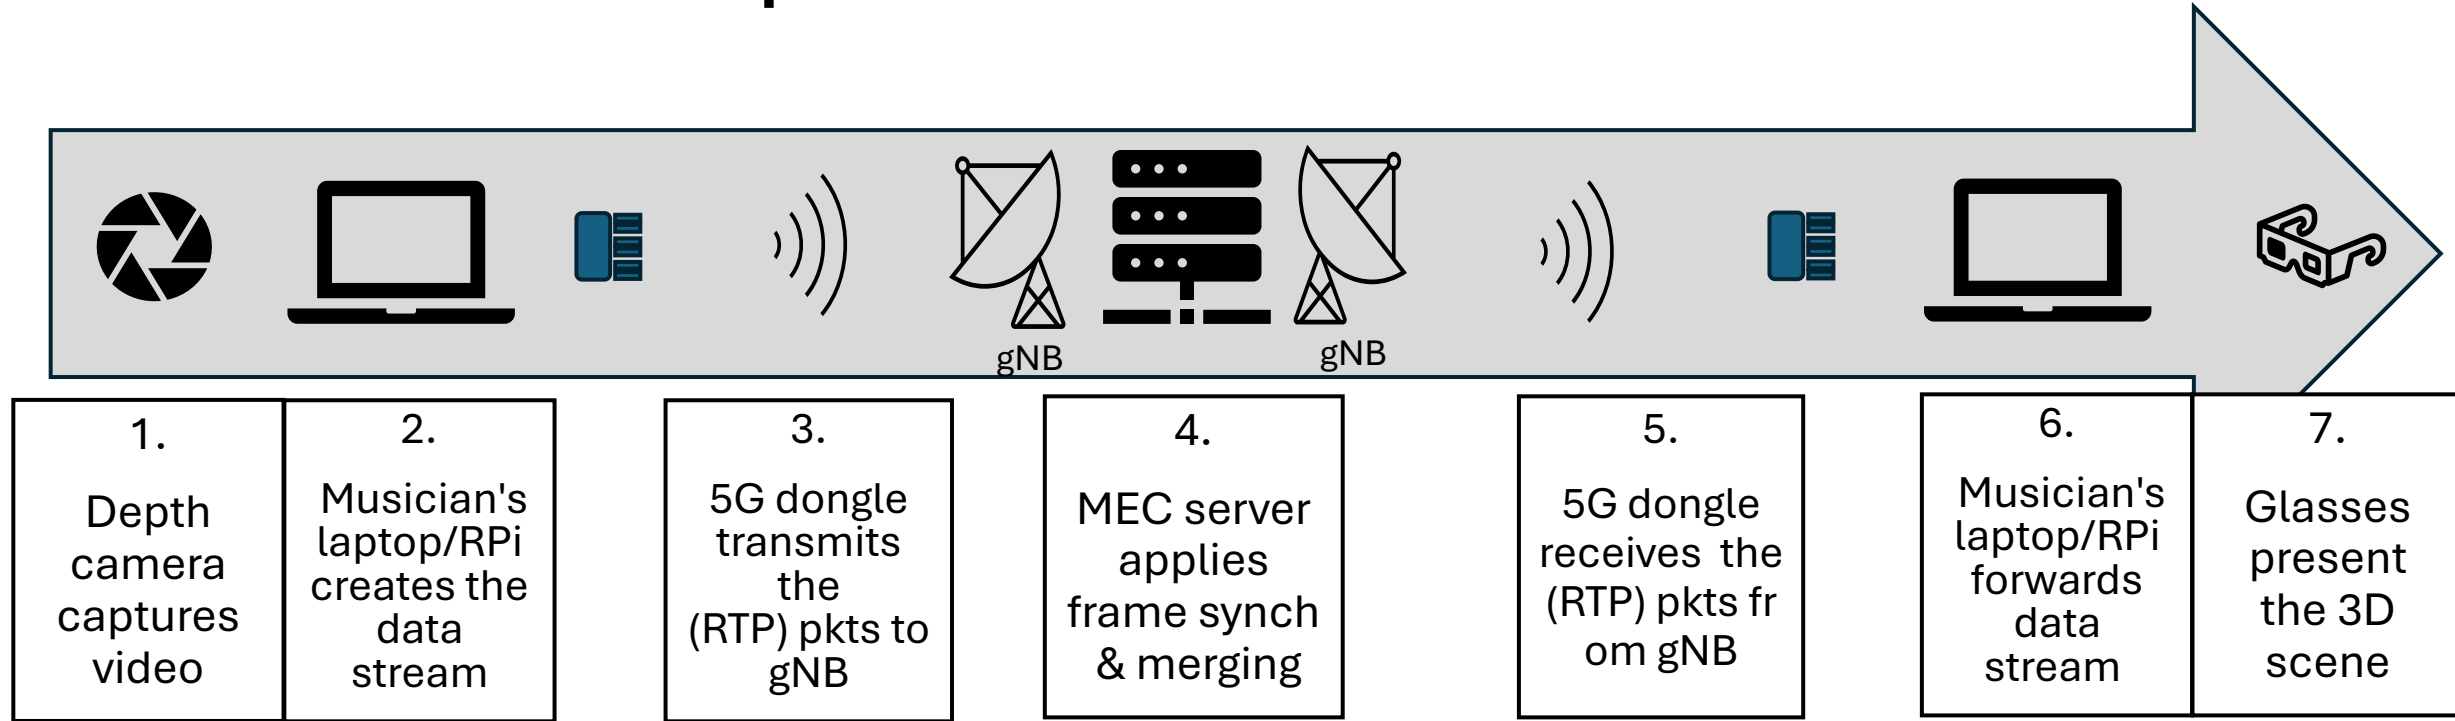 gNB
gNB
1.
Depth
camera
captures
video
2.
Musician's
laptop/RPi
creates the
data
stream
3.
5G dongle
transmits
the
(RTP) pkts to
gNB
4.
MEC server
applies
frame synch
& merging
5.
5G dongle
receives  the
(RTP) pkts fr
om gNB
6.
Musician's
laptop/RPi
forwards
data
stream
7.
Glasses
present
the 3D
scene